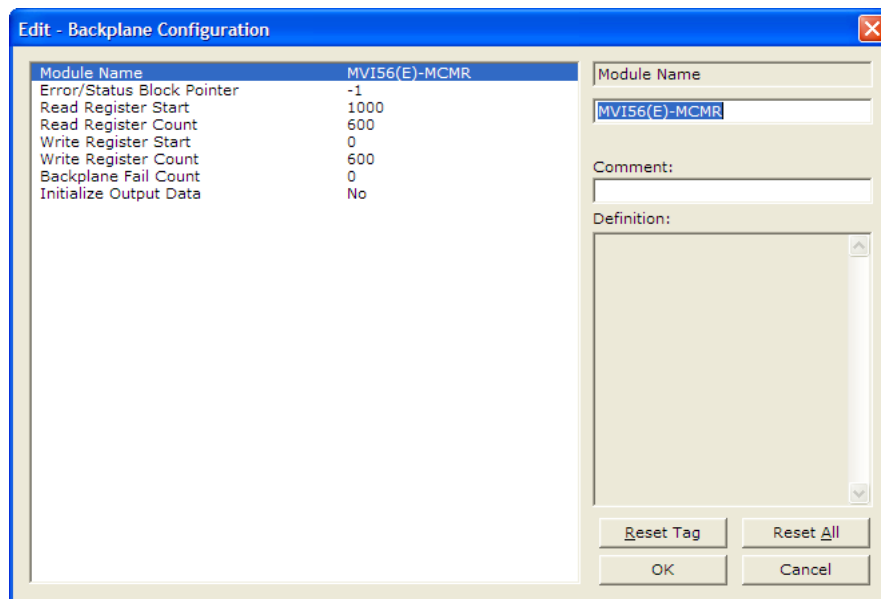 Edit - Backplane Configuration
Module Name MVI56(E)-MCMR
Error/Status Block Pointer -1
Read Register Start 1000
Read Register Count 600
Write Register Start 0
Write Register Count 600
Backplane Fail Count 0
Initialize Output Data No
Module Name
MVI56(E)-MCMR
Comment:
Definition:
Reset Tag Reset All
OK Cancel